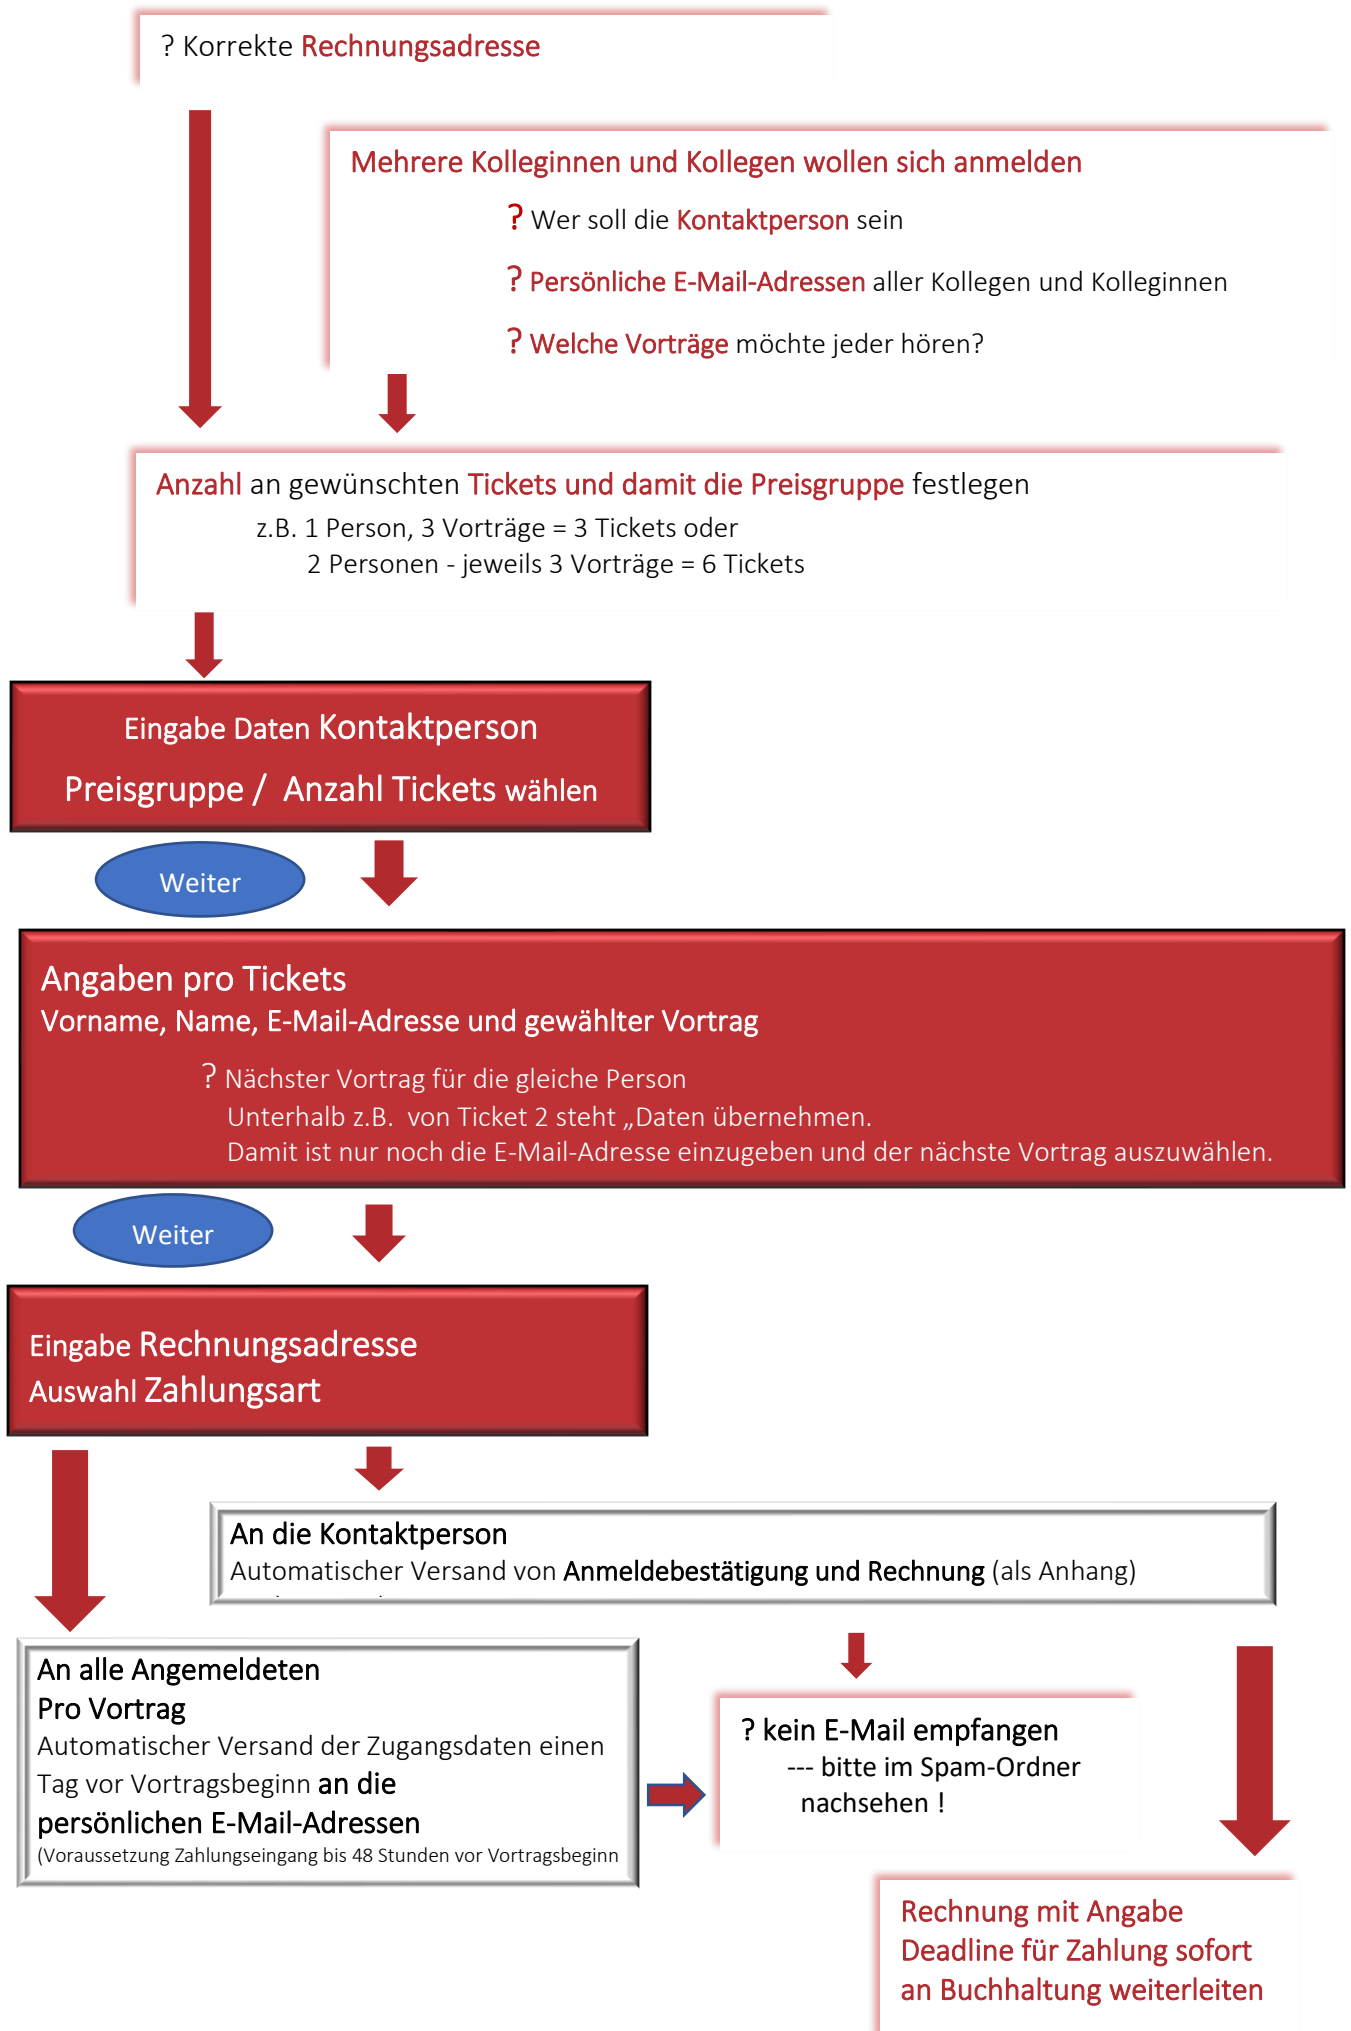 ? Korrekte Rechnungsadresse
Mehrere Kolleginnen und Kollegen wollen sich anmelden
? Wer soll die Kontaktperson sein
? Persönliche E-Mail-Adressen aller Kollegen und Kolleginnen
? Welche Vorträge möchte jeder hören?
Anzahl an gewünschten Tickets und damit die Preisgruppe festlegen
z.B. 1 Person, 3 Vorträge = 3 Tickets oder
2 Personen - jeweils 3 Vorträge = 6 Tickets
Eingabe Daten Kontaktperson
Preisgruppe / Anzahl Tickets wählen
Weiter
Angaben pro Tickets
Vorname, Name, E-Mail-Adresse und gewählter Vortrag
? Nächster Vortrag für die gleiche Person
Unterhalb z.B. von Ticket 2 steht „Daten übernehmen.
Damit ist nur noch die E-Mail-Adresse einzugeben und der nächste Vortrag auszuwählen.
Weiter
Eingabe Rechnungsadresse
Auswahl Zahlungsart
An die Kontaktperson
Automatischer Versand von Anmeldebestätigung und Rechnung (als Anhang)
An alle Angemeldeten
Pro Vortrag
Automatischer Versand der Zugangsdaten einen
Tag vor Vortragsbeginn an die
persönlichen E-Mail-Adressen
(Voraussetzung Zahlungseingang bis 48 Stunden vor Vortragsbeginn
? kein E-Mail empfangen
--- bitte im Spam-Ordner
nachsehen !
Rechnung mit Angabe
Deadline für Zahlung sofort
an Buchhaltung weiterleiten